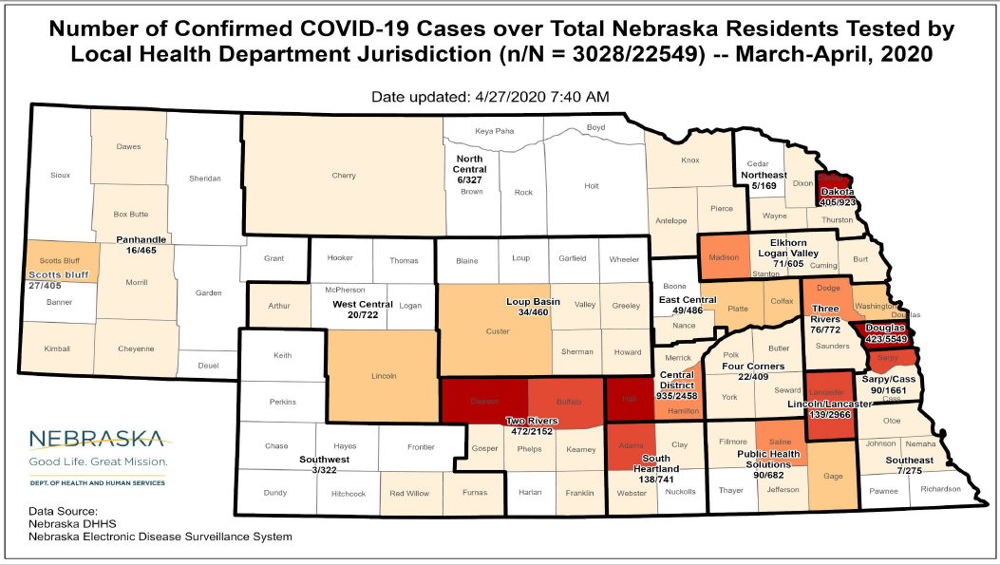 Number of Confirmed COVID-19 Cases over Total Nebraska Residents Tested by
Local Health Department Jurisdiction (n/N = 3028/22549) -- March-April, 2020
Date updated: 4/27/2020 7:40 AM
Sioux
Dawes
Sheridan
Box Butte
Panhandle
16/465
Scotts Bluff
Scotts bluff
27/405
Banner
Morrill
Garden
Kimball
Cheyenne
Deuel
Cherry
Keya Paha
Boyd
North
Central
6/327
Brown
Rock
Holt
Knox
Antelope
Pierce
Cedar
Northeast
5/169
Dixon
Wayne
Dakota
Dakota
405/923
Thurston
Grant
Hooker
Thomas
Blaine
Loup
Garfield
Wheeler
Arthur
McPherson
West Central
20/722
Logan
Loup Basin
34/460
Custer
Valley
Greeley
Sherman
Howard
Madison
Elkhorn
Logan Valley
71/605
Stanton
Cuming
Burt
Boone
East Central
49/486
Nance
Platte
Colfax
Dodge
Three
Rivers
76/772
Saunders
Washington
Douglas
Douglas
423/5549
Sarpy
Sarpy/Cass
90/1661
Cass
Keith
Lincoln
Perkins
Merrick
Central
District
935/2458
Hamilton
Hall
Polk
Butler
Four Corners
22/409
York
Seward
Lancaster
Lincoln/Lancaster
139/2966
Otoe
Dawson
Buffalo
Two Rivers
472/2152
Chase
Hayes
Frontier
Southwest
3/322
Dundy
Hitchcock
Red Willow
Furnas
Gosper
Phelps
Kearney
Harlan
Franklin
Adams
Clay
South
Heartland
138/741
Webster
Nuckolls
Fillmore
Saline
Public Health
Solutions
90/682
Thayer
Jefferson
Gage
Johnson
Nemaha
Southeast
7/275
Pawnee
Richardson
NEBRASKA
Good Life. Great Mission.
DEPT. OF HEALTH AND HUMAN SERVICES
Data Source:
Nebraska DHHS
Nebraska Electronic Disease Surveillance System